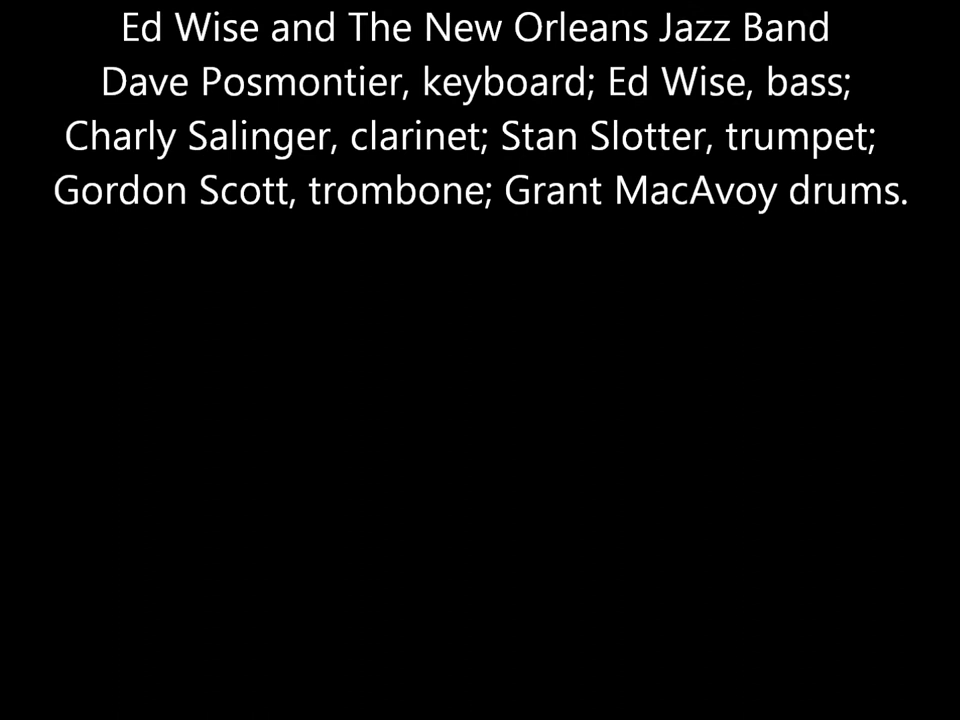 Ed Wise and The New Orleans Jazz Band
Dave Posmontier, keyboard; Ed Wise, bass;
Charly Salinger, clarinet; Stan Slotter, trumpet;
Gordon Scott, trombone; Grant MacAvoy drums.